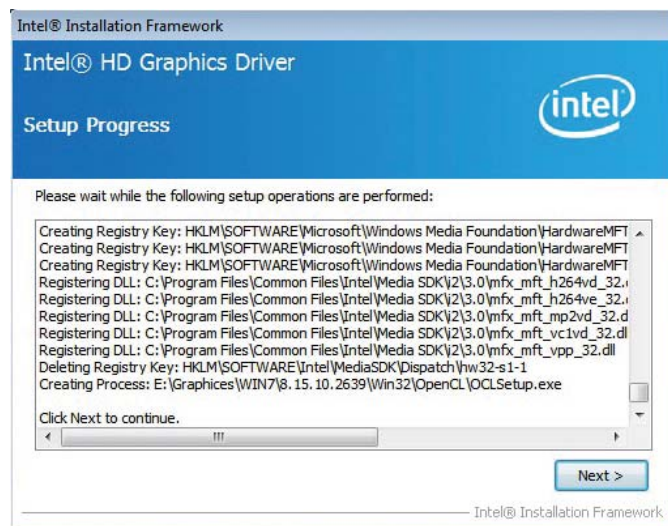 Intel® Installation Framework
Intel® HD Graphics Driver
intel
Setup Progress
Please wait while the following setup operations are performed:
Creating Registry Key: HKLM\SOFTWARE\Microsoft\Windows Media Foundation\HardwareMFT
Creating Registry Key: HKLM\SOFTWARE\Microsoft\Windows Media Foundation\HardwareMFT
Creating Registry Key: HKLM\SOFTWARE\Microsoft\Windows Media Foundation\HardwareMFT
Registering DLL: C:\Program Files\Common Files\Intel\Media SDK\j2\3.0\mfx_mft_h264vd_32.
Registering DLL: C:\Program Files\Common Files\Intel\Media SDK\j2\3.0\mfx_mft_h264ve_32.
Registering DLL: C:\Program Files\Common Files\Intel\Media SDK\j2\3.0\mfx_mft_mp2vd_32.d
Registering DLL: C:\Program Files\Common Files\Intel\Media SDK\j2\3.0\mfx_mft_vc1vd_32.dl
Registering DLL: C:\Program Files\Common Files\Intel\Media SDK\j2\3.0\mfx_mft_vpp_32.dll
Deleting Registry Key: HKLM\SOFTWARE\Intel\MediaSDK\Dispatch\hw32-s1-1
Creating Process: E:\Graphices\WIN7\8.15.10.2639\Win32\OpenCL\OCLSetup.exe
Click Next to continue.
Next >
Intel® Installation Framework